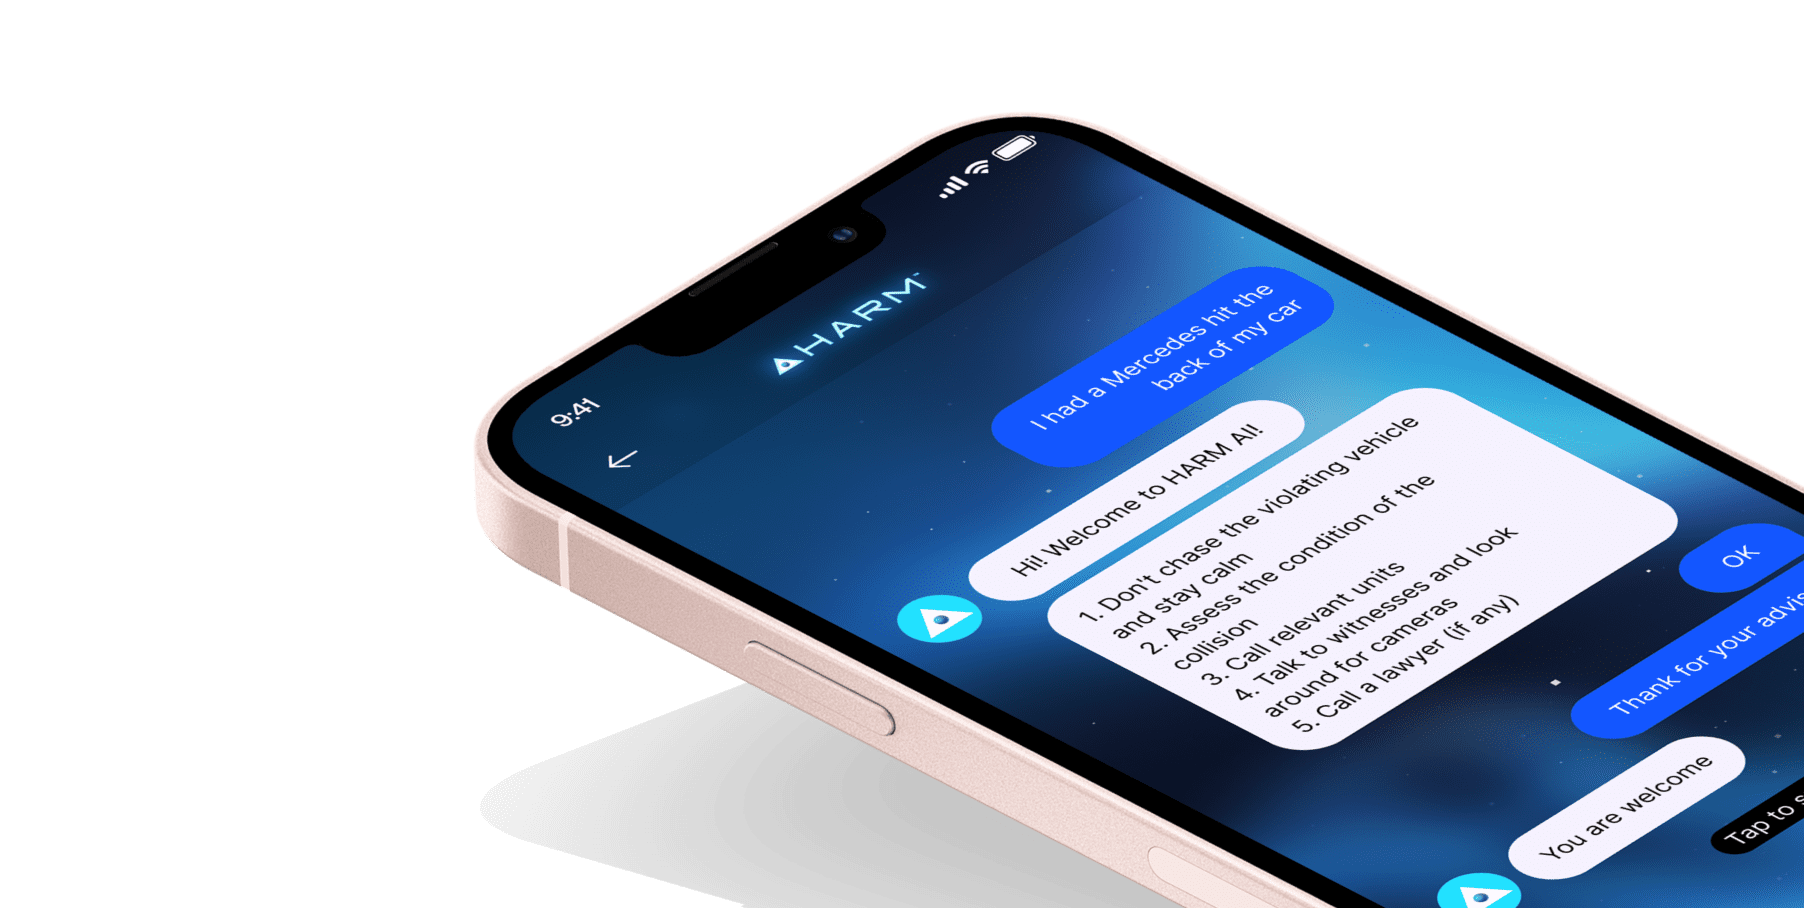 9:41
HARM™
I had a Mercedes hit the
back of my car
Hi! Welcome to HARM AI!
1. Don't chase the violating vehicle
and stay calm
2. Assess the condition of the
collision
3. Call relevant units
4. Talk to witnesses and look
around for cameras
5. Call a lawyer (if any)
OK
Thank for your
You are welcome
Tap to